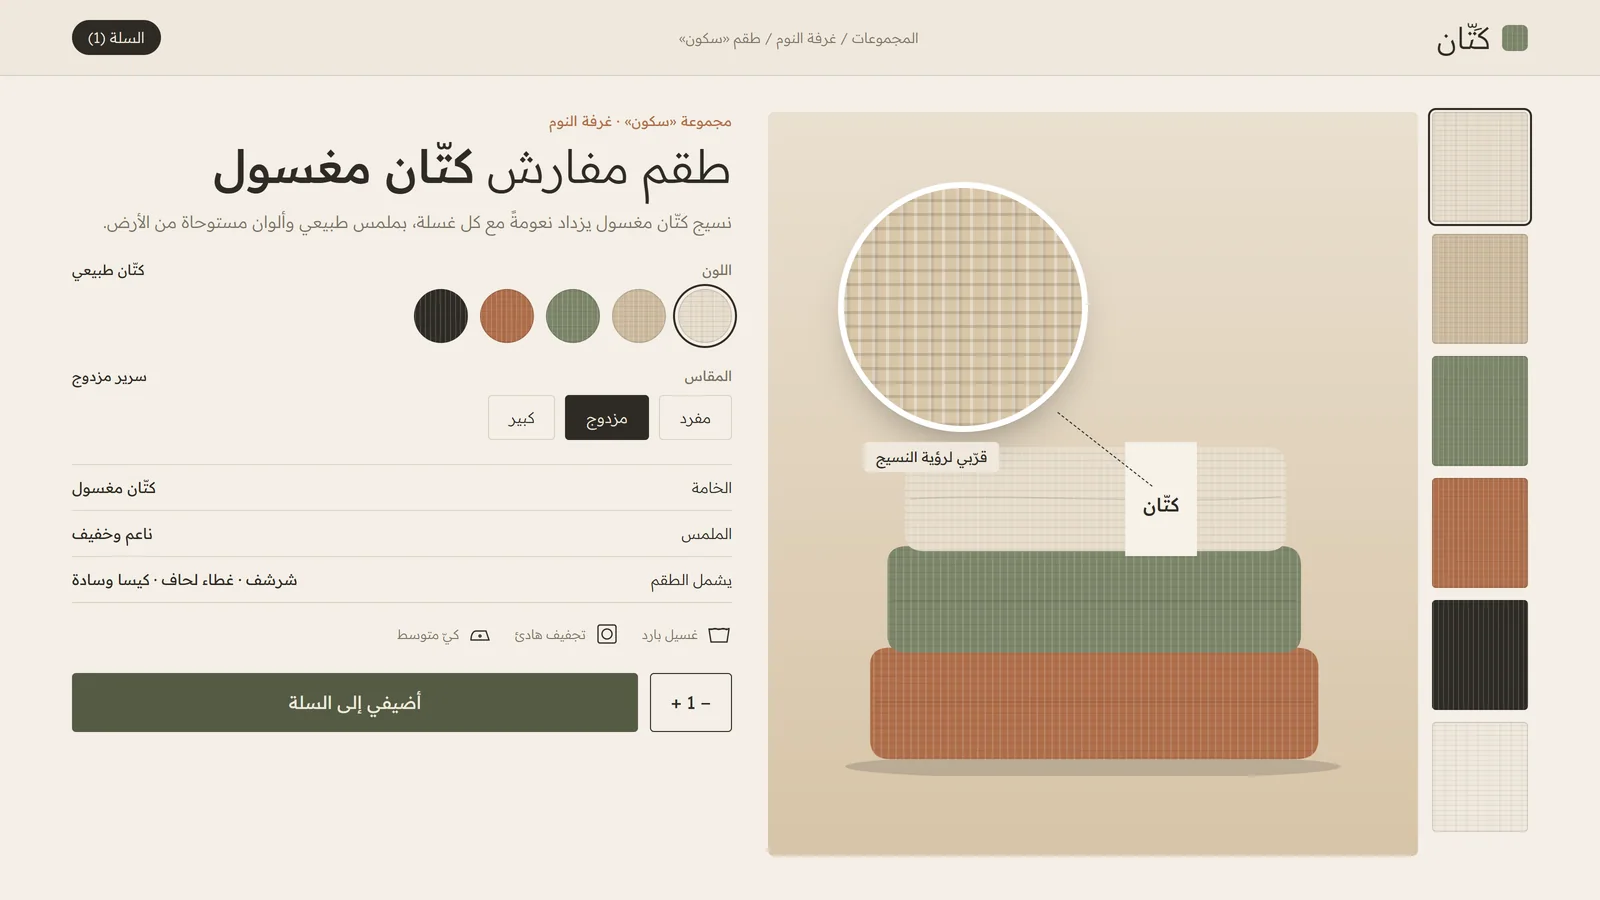 كتّان
المجموعات / غرفة النوم / طقم «سكون»
السلة (1)
مجموعة «سكون» · غرفة النوم
طقم مفارش كتّان مغسول
نسيج كتّان مغسول يزداد نعومةً مع كل غسلة، بملمس طبيعي وألوان مستوحاة من الأرض.
اللون
كتّان طبيعي
المقاس
سرير مزدوج
مفرد
مزدوج
كبير
الخامة
كتّان مغسول
الملمس
ناعم وخفيف
يشمل الطقم
شرشف · غطاء لحاف · كيسا وسادة
غسيل بارد
تجفيف هادئ
كيّ متوسط
− 1 +
أضيفي إلى السلة
قرّبي لرؤية النسيج
كتّان